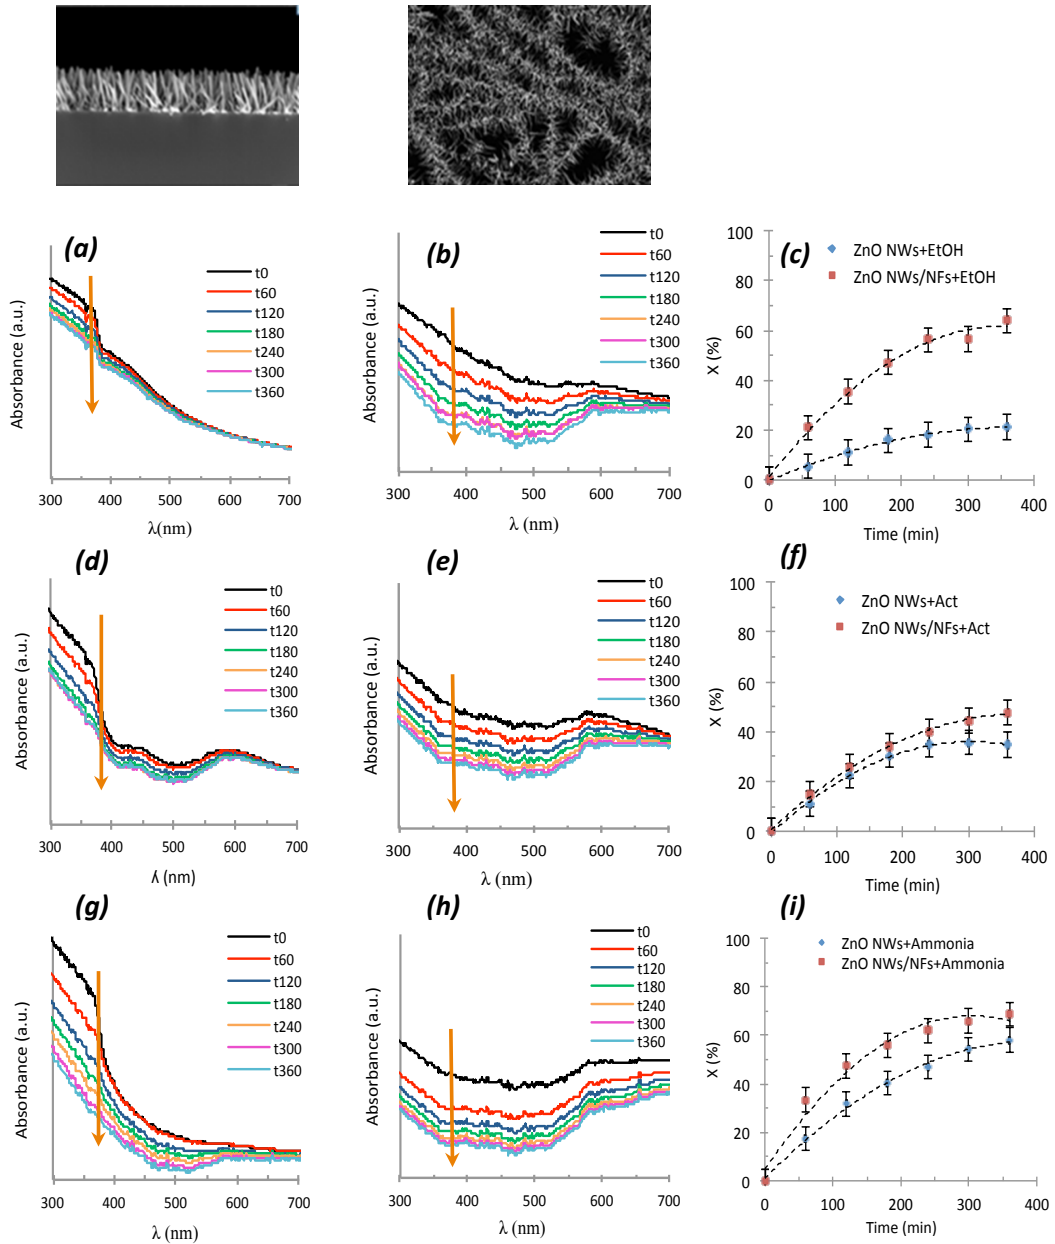 (a)
Absorbance (a.u.)
t0
t60
t120
t180
t240
t300
t360
300 400 500 600 700
λ(nm)
(b)
Absorbance (a.u.)
t0
t60
t120
t180
t240
t300
t360
300 400 500 600 700
λ (nm)
(c)
X (%)
100
80
60
40
20
0
ZnO NWs+EtOH
ZnO NWs/NFs+EtOH
0 100 200 300 400
Time (min)
(d)
Absorbance (a.u.)
t0
t60
t120
t180
t240
t300
t360
300 400 500 600 700
λ (nm)
(e)
Absorbance (a.u.)
t0
t60
t120
t180
t240
t300
t360
300 400 500 600 700
λ (nm)
(f)
X (%)
100
80
60
40
20
0
ZnO NWs+Act
ZnO NWs/NFs+Act
0 100 200 300 400
Time (min)
(g)
Absorbance (a.u.)
t0
t60
t120
t180
t240
t300
t360
300 400 500 600 700
λ (nm)
(h)
Absorbance (a.u.)
t0
t60
t120
t180
t240
t300
t360
300 400 500 600 700
λ (nm)
(i)
X (%)
100
80
60
40
20
0
ZnO NWs+Ammonia
ZnO NWs/NFs+Ammonia
0 100 200 300 400
Time (min)